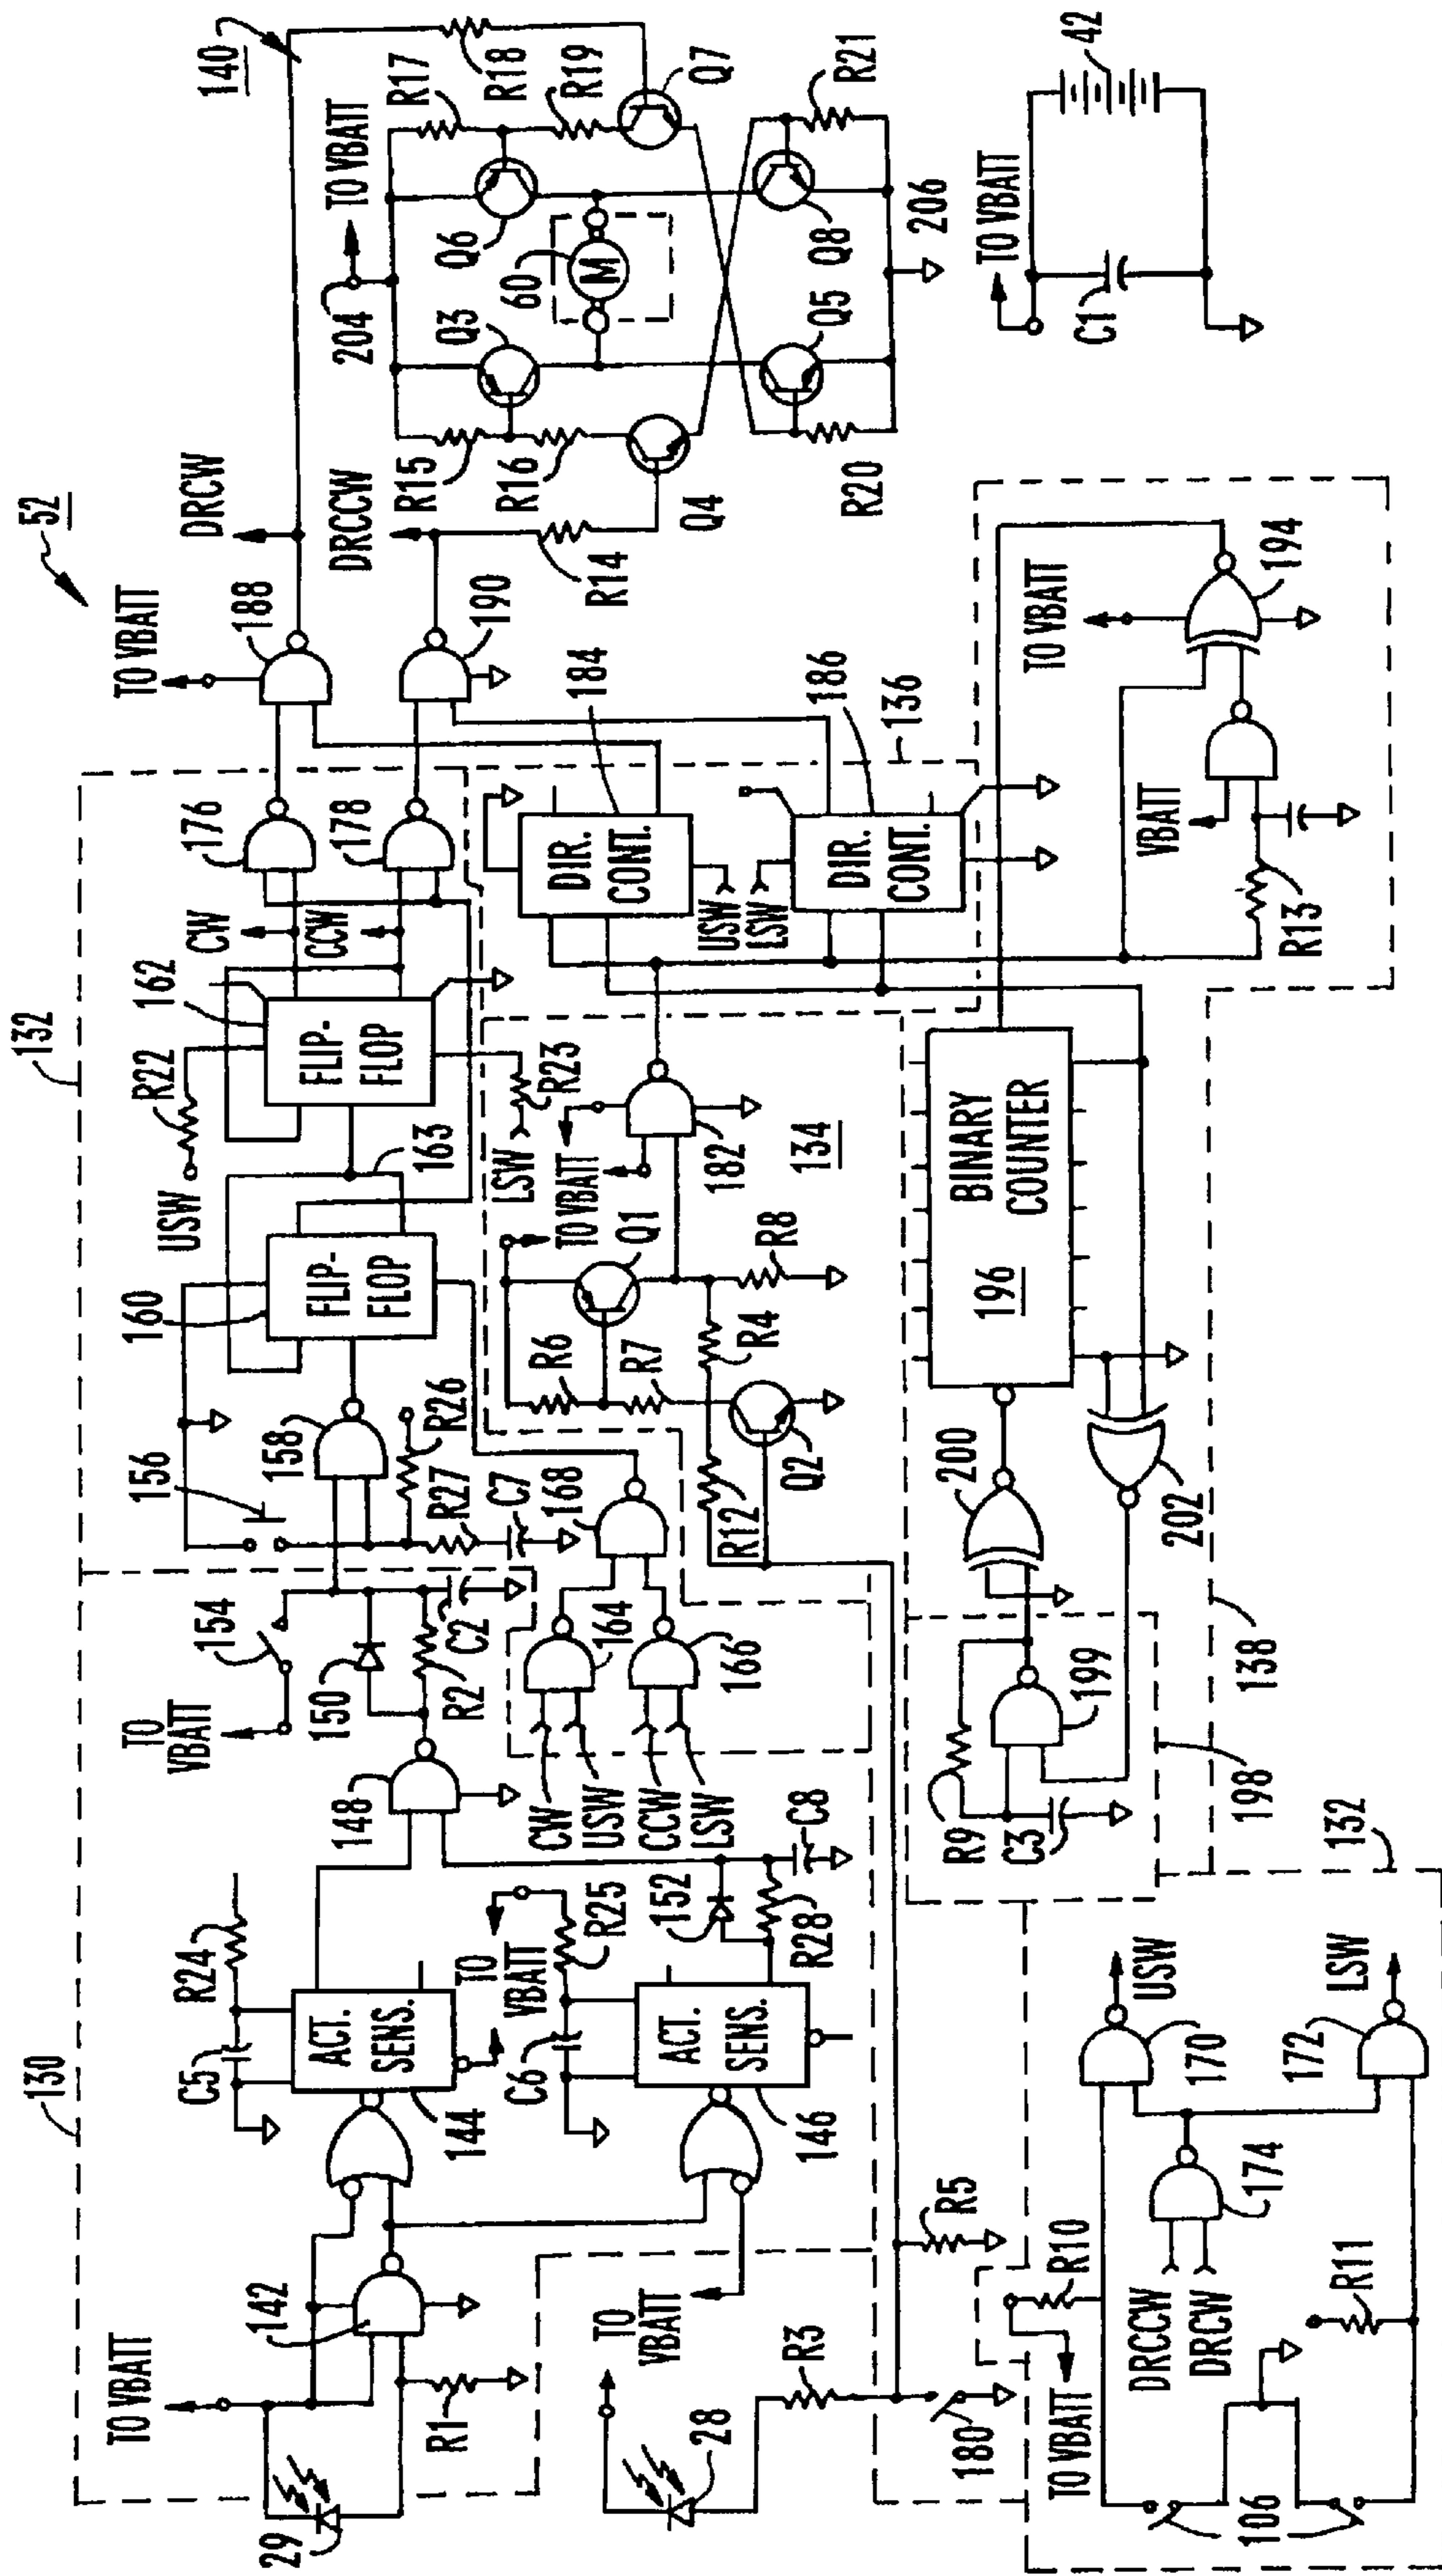 52
140
TO VBATT
188
DRCW
R18
204
TO VBATT
R17
R19
Q7
Q6
60
M
Q3
R15
R16
Q4
Q5
Q8
R21
R20
206
DRCCW
190
R14
TO VBATT
42
C1
132
R22
162
CW
176
USW
160
FLIP-
FLOP
FLIP-
FLOP
CCW
178
163
156
158
R26
R27
C7
168
LSW
R23
184
DIR.
CONT.
USW
LSW
DIR.
CONT.
186
136
TO VBATT
182
134
R6
Q1
R7
R4
R8
R12
Q2
TO VBATT
194
VBATT
R13
BINARY
COUNTER
196
200
202
138
130
TO VBATT
142
29
R1
C5
R24
ACT.
SENS.
144
148
TO
VBATT
154
150
R2
C2
TO
VBATT
C6
R25
ACT.
SENS.
146
152
R28
C8
CW
USW
CCW
LSW
164
166
TO
VBATT
28
R3
R5
180
R9
C3
199
198
132
TO VBATT
R10
DRCCW
DRCW
174
R11
106
170
USW
172
LSW